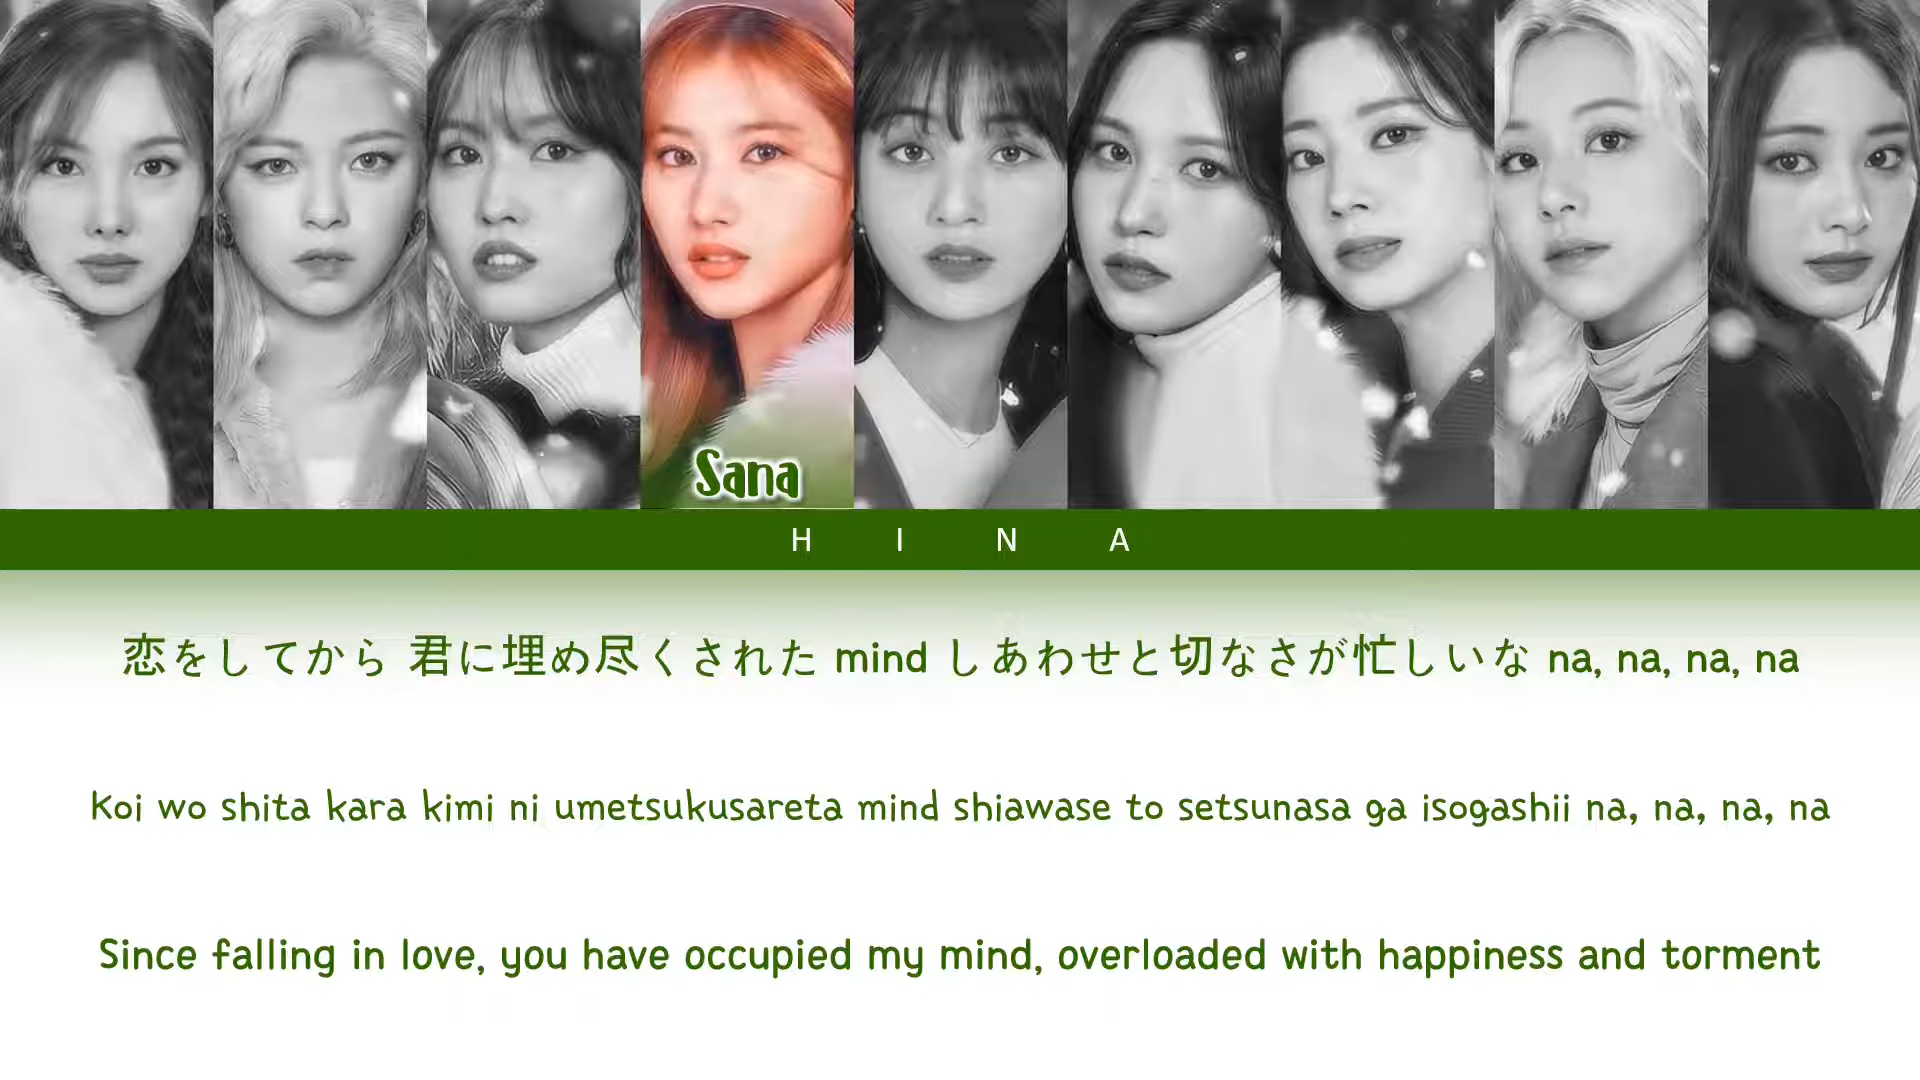 Sana
HINA
恋をしてから 君に埋め尽くされた mind しあわせと切なさが忙しいな na, na, na, na
Koi wo shita kara kimi ni umetsukusareta mind shiawase to setsunasa ga isogashii na, na, na, na
Since falling in love, you have occupied my mind, overloaded with happiness and torment